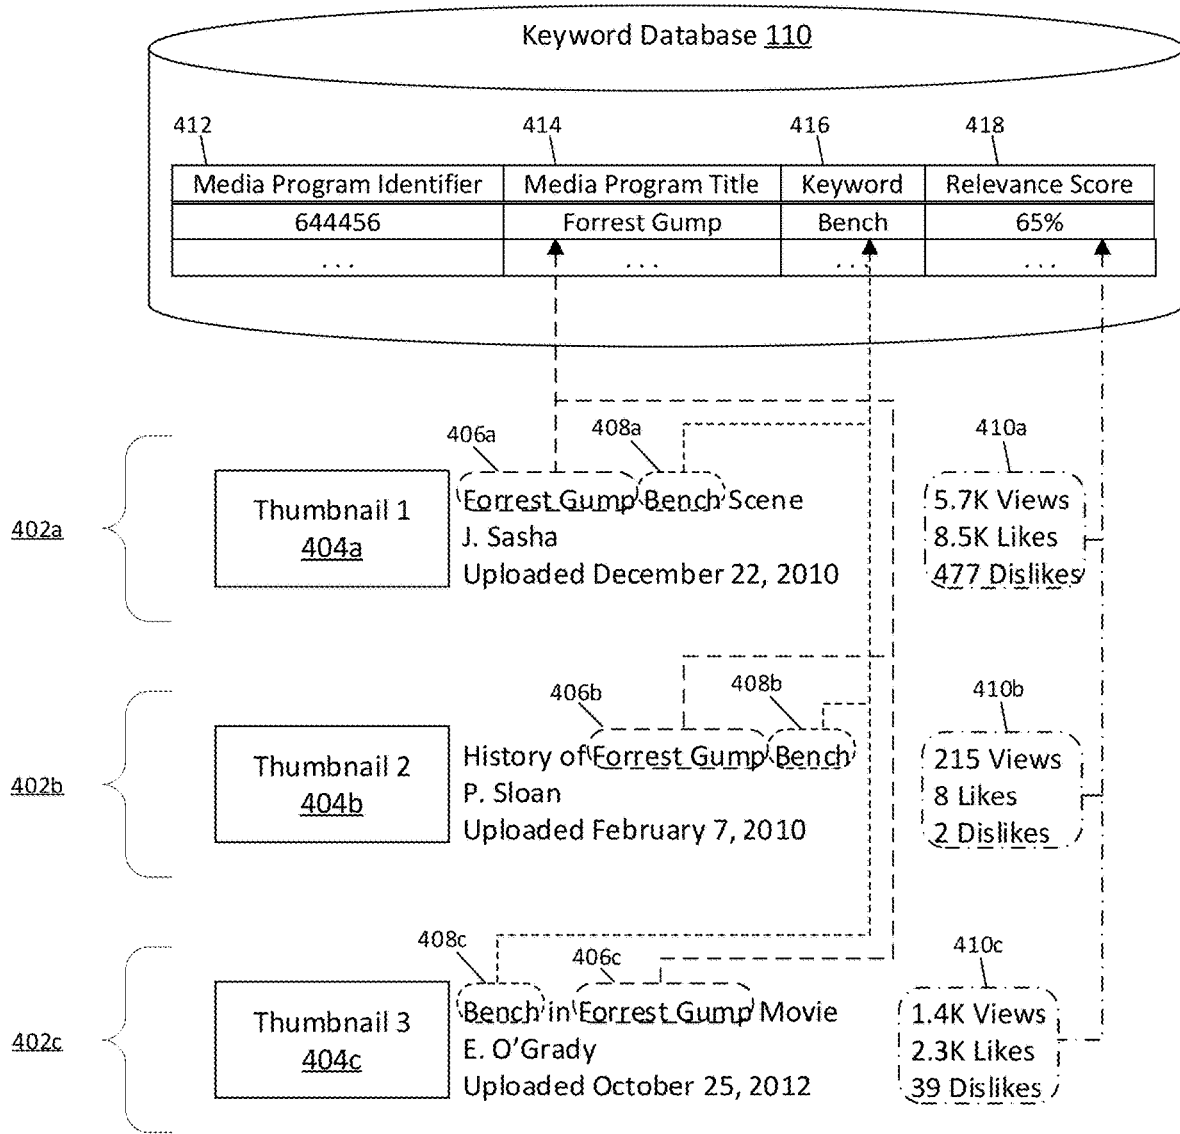 Keyword Database 110
412 414 416 418
Media Program Identifier Media Program Title Keyword Relevance Score
644456 Forrest Gump Bench 65%
... ... ... ...
406a 408a 410a
402a
Thumbnail 1
404a
Forrest Gump Bench Scene
J. Sasha
Uploaded December 22, 2010
5.7K Views
8.5K Likes
477 Dislikes
406b 408b 410b
402b
Thumbnail 2
404b
History of Forrest Gump Bench
P. Sloan
Uploaded February 7, 2010
215 Views
8 Likes
2 Dislikes
408c 406c 410c
402c
Thumbnail 3
404c
Bench in Forrest Gump Movie
E. O'Grady
Uploaded October 25, 2012
1.4K Views
2.3K Likes
39 Dislikes